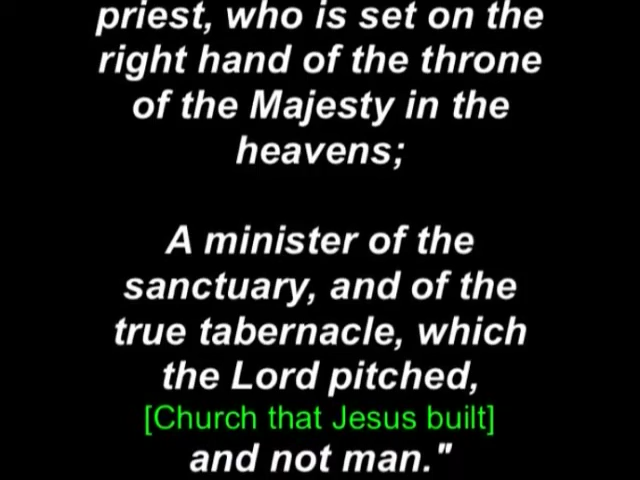 priest, who is set on the
right hand of the throne
of the Majesty in the
heavens;
A minister of the
sanctuary, and of the
true tabernacle, which
the Lord pitched,
[Church that Jesus built]
and not man."